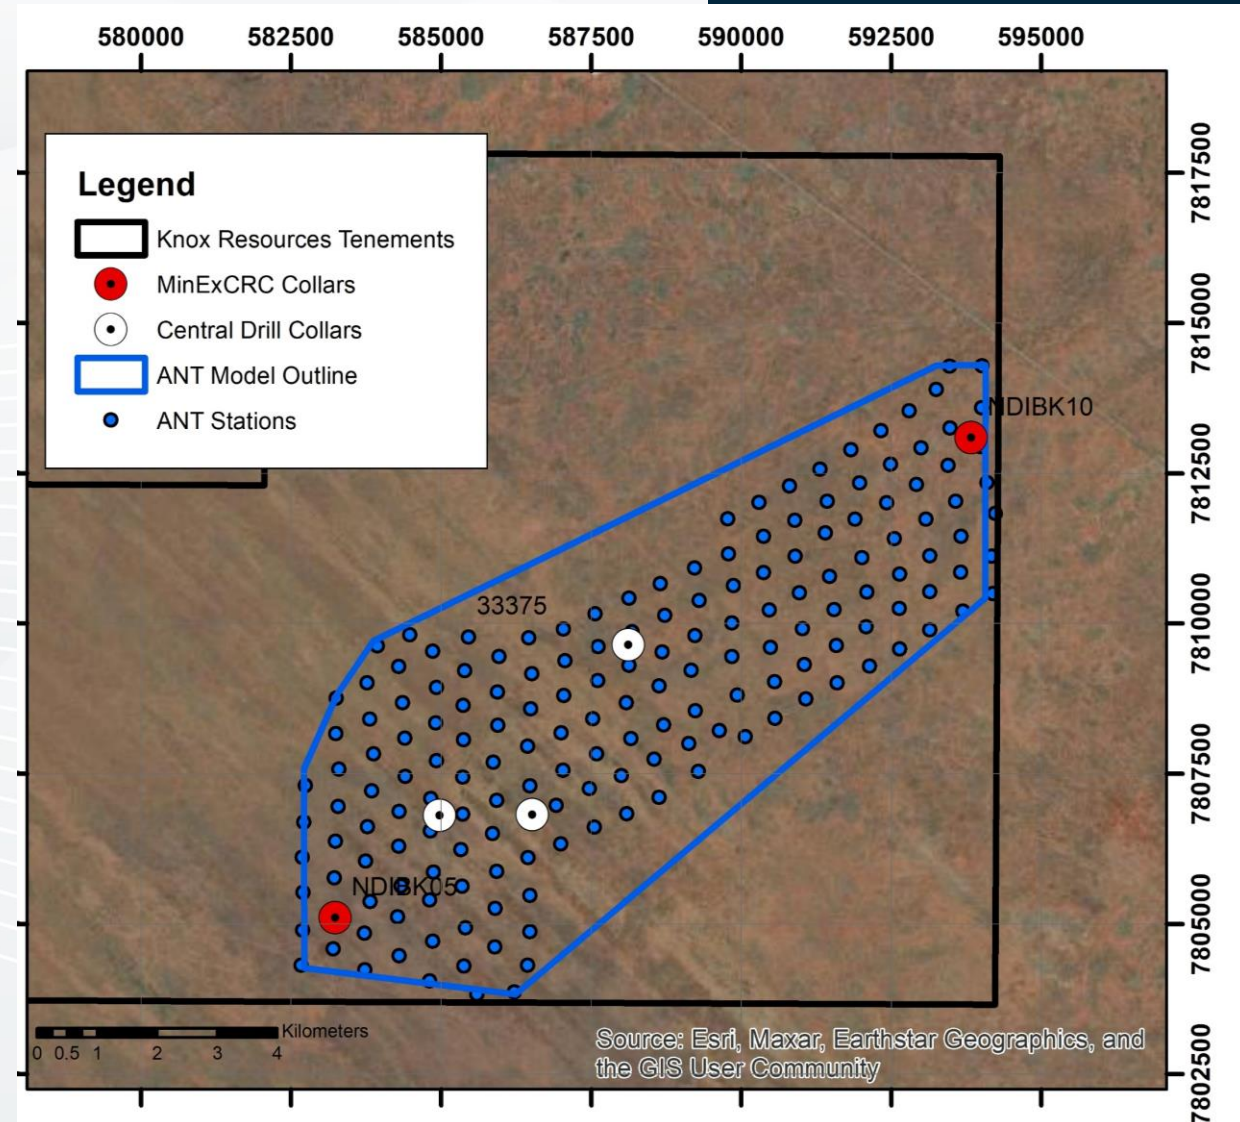 580000 582500 585000 587500 590000 592500 595000
Legend
Knox Resources Tenements
MinExCRC Collars
Central Drill Collars
ANT Model Outline
ANT Stations
7817500
7815000
7812500
7810000
7807500
7805000
7802500
NDIBK10
33375
NDIBK05
Kilometers
0 0.5 1 2 3 4
Source: Esri, Maxar, Earthstar Geographics, and
the GIS User Community